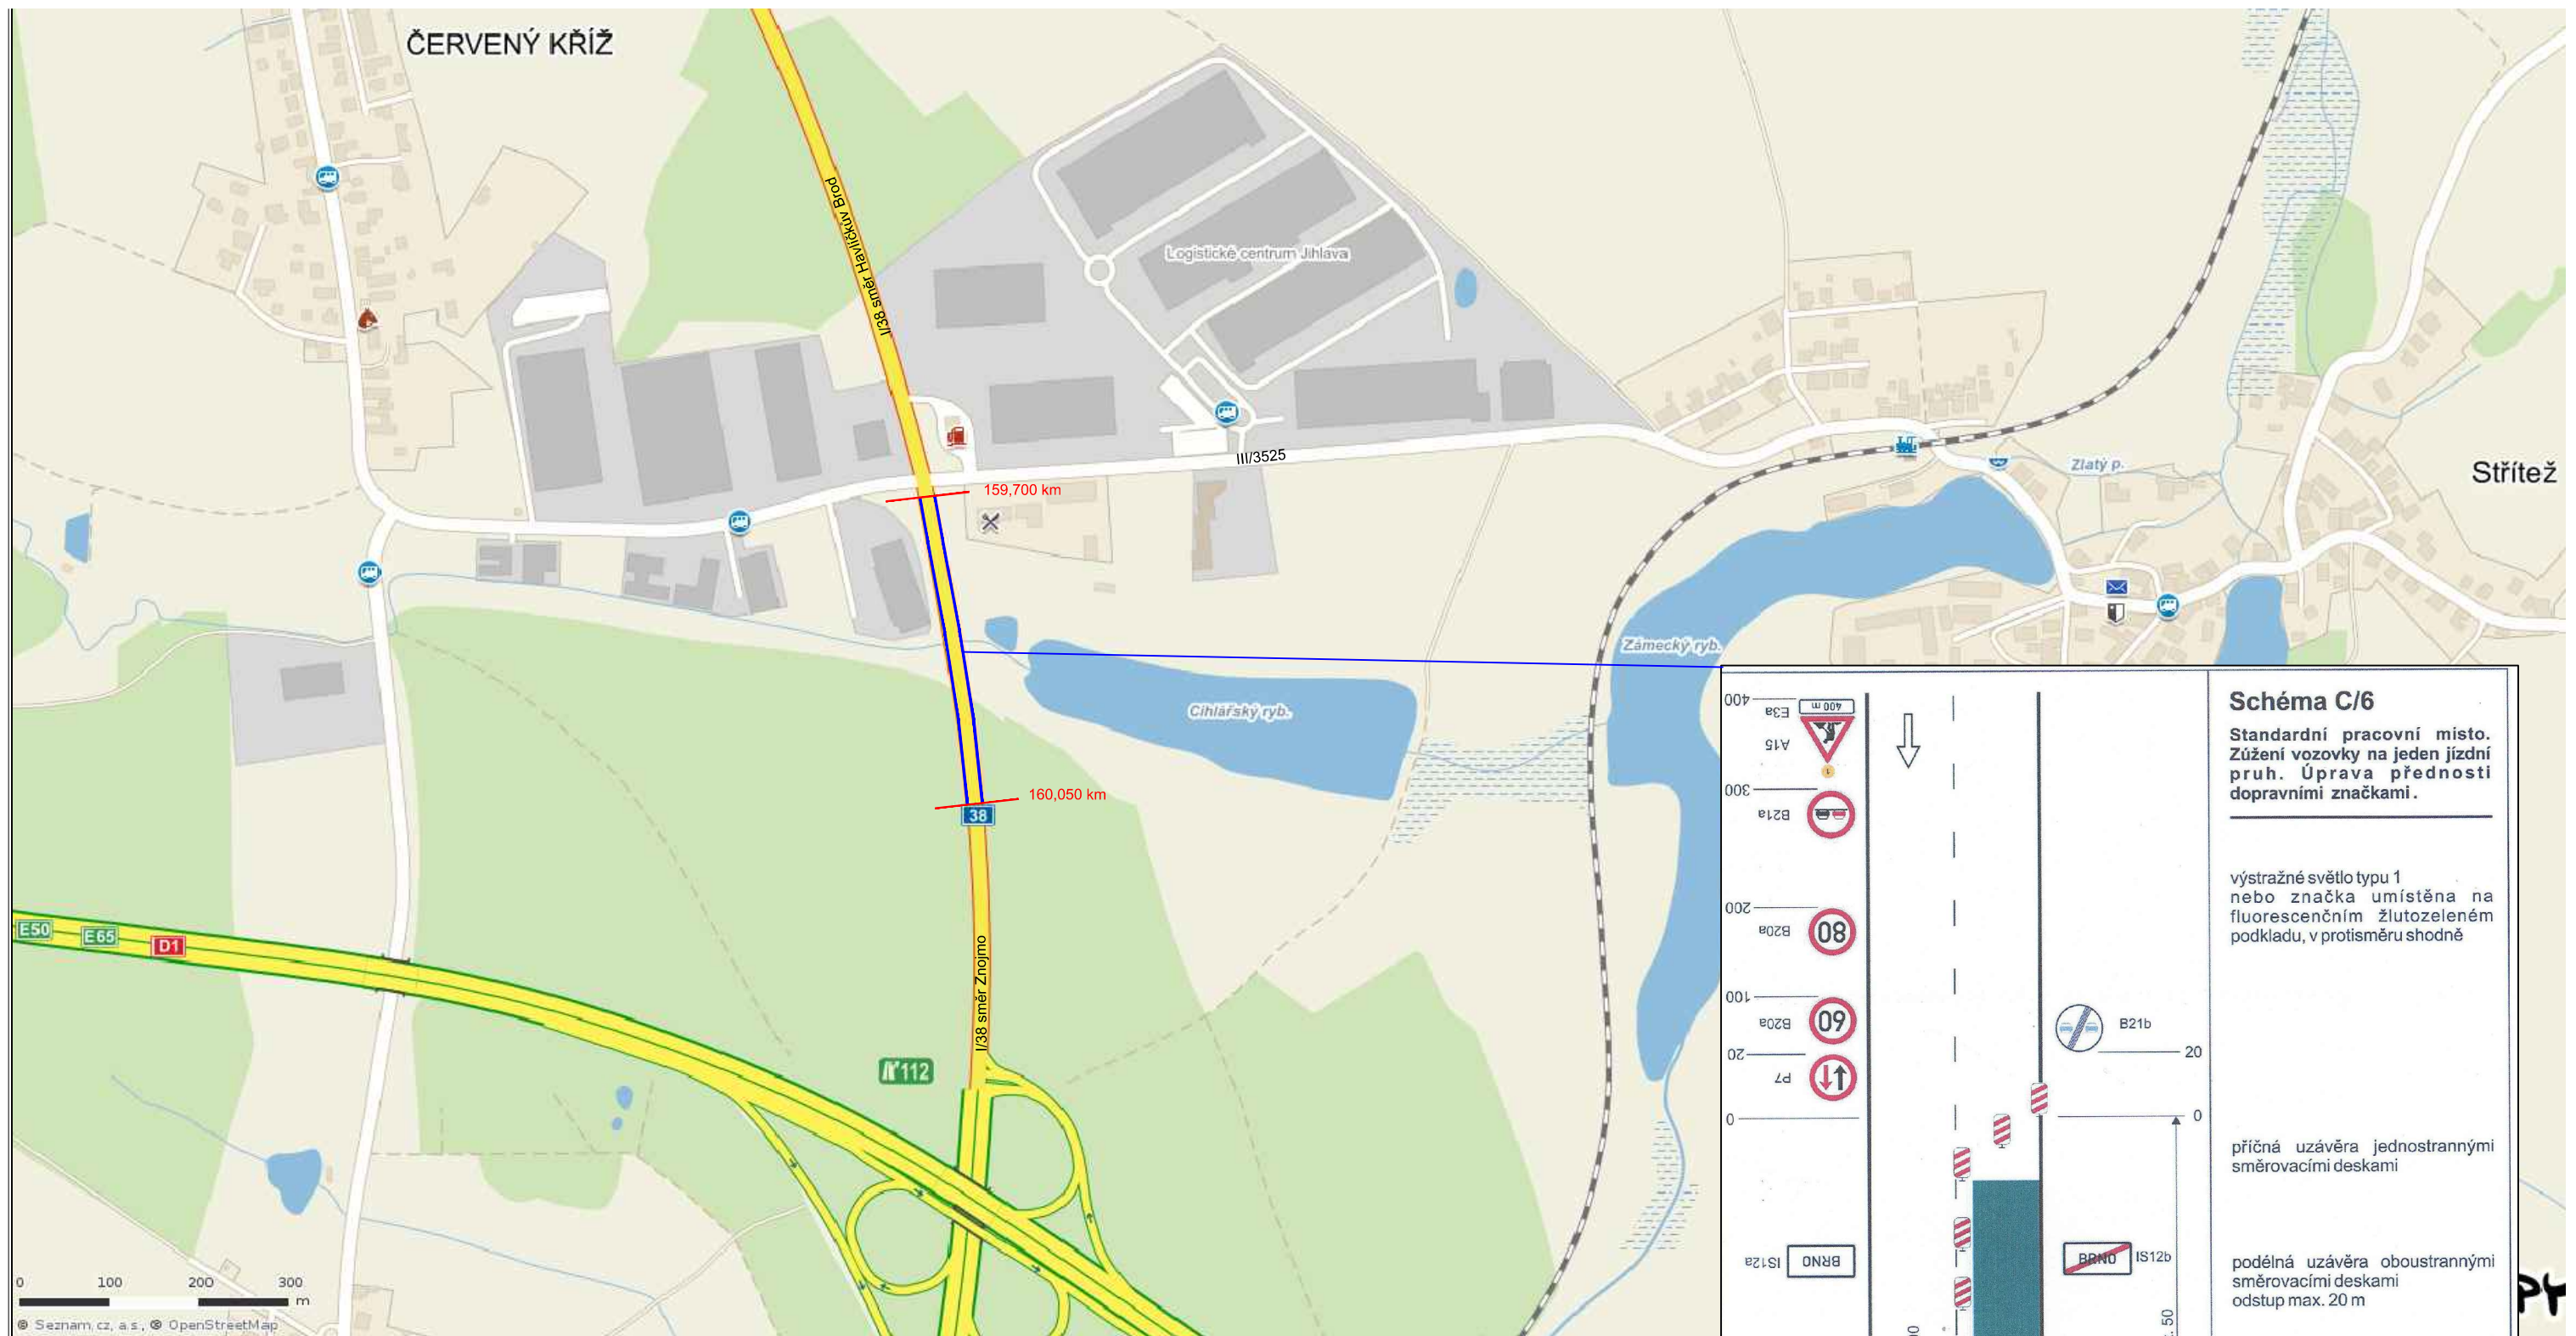 ČERVENÝ KŘÍŽ
I/38 směr Havlíčkuv Brod
Logistické centrum Jihlava
III/3525
159,700 km
Zlatý p.
Střítež
Zámecký ryb.
Cihlářský ryb.
160,050 km
38
E50
E65
D1
112
I/38 směr Znojmo
0 100 200 300
m
© Seznam.cz, a.s., © OpenStreetMap
400
E3a
400 m
A15
1
300
B21a
200
B20a
80
100
B20a
60
20
P7
0
IS12a
BRNO
B21b
20
0
BRNO
IS12b
50
Schéma C/6
Standardní pracovní místo.
Zúžení vozovky na jeden jízdní
pruh. Úprava přednosti
dopravními značkami.
výstražné světlo typu 1
nebo značka umístěna na
fluorescenčním žlutozeleném
podkladu, v protisměru shodně
příčná uzávěra jednostrannými
směrovacími deskami
podélná uzávěra oboustrannými
směrovacími deskami
odstup max. 20 m